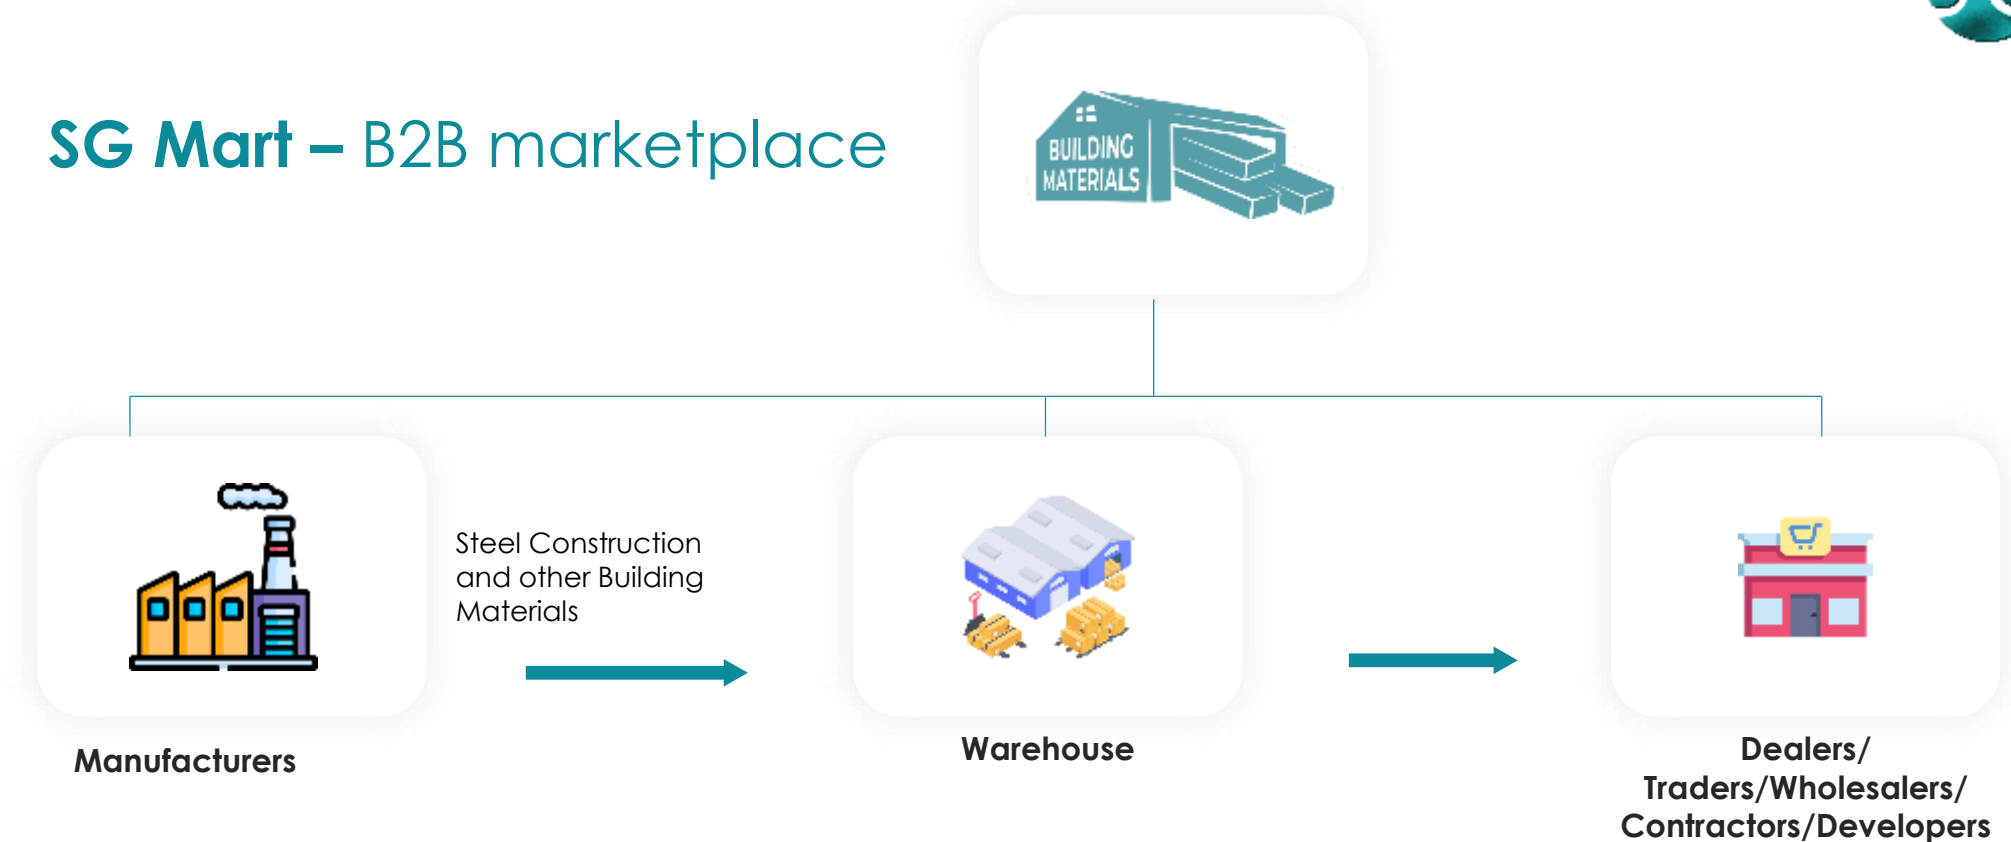 SG Mart – B2B marketplace
BUILDING
MATERIALS
Steel Construction
and other Building
Materials
Manufacturers
Warehouse
Dealers/
Traders/Wholesalers/
Contractors/Developers